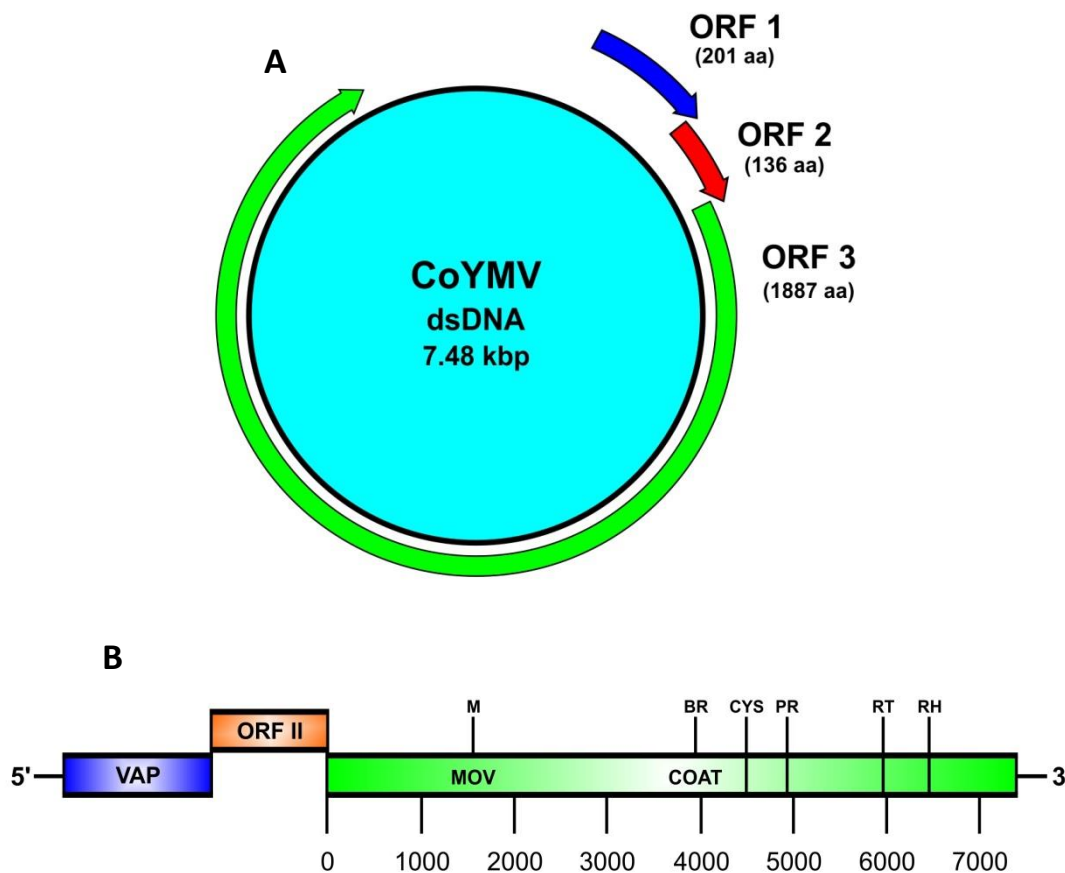 A
ORF 1
(201 aa)
ORF 2
(136 aa)
ORF 3
(1887 aa)
CoYMV
dsDNA
7.48 kbp
B
M BR CYS PR RT RH
ORF II
5' VAP MOV COAT 3
0 1000 2000 3000 4000 5000 6000 7000